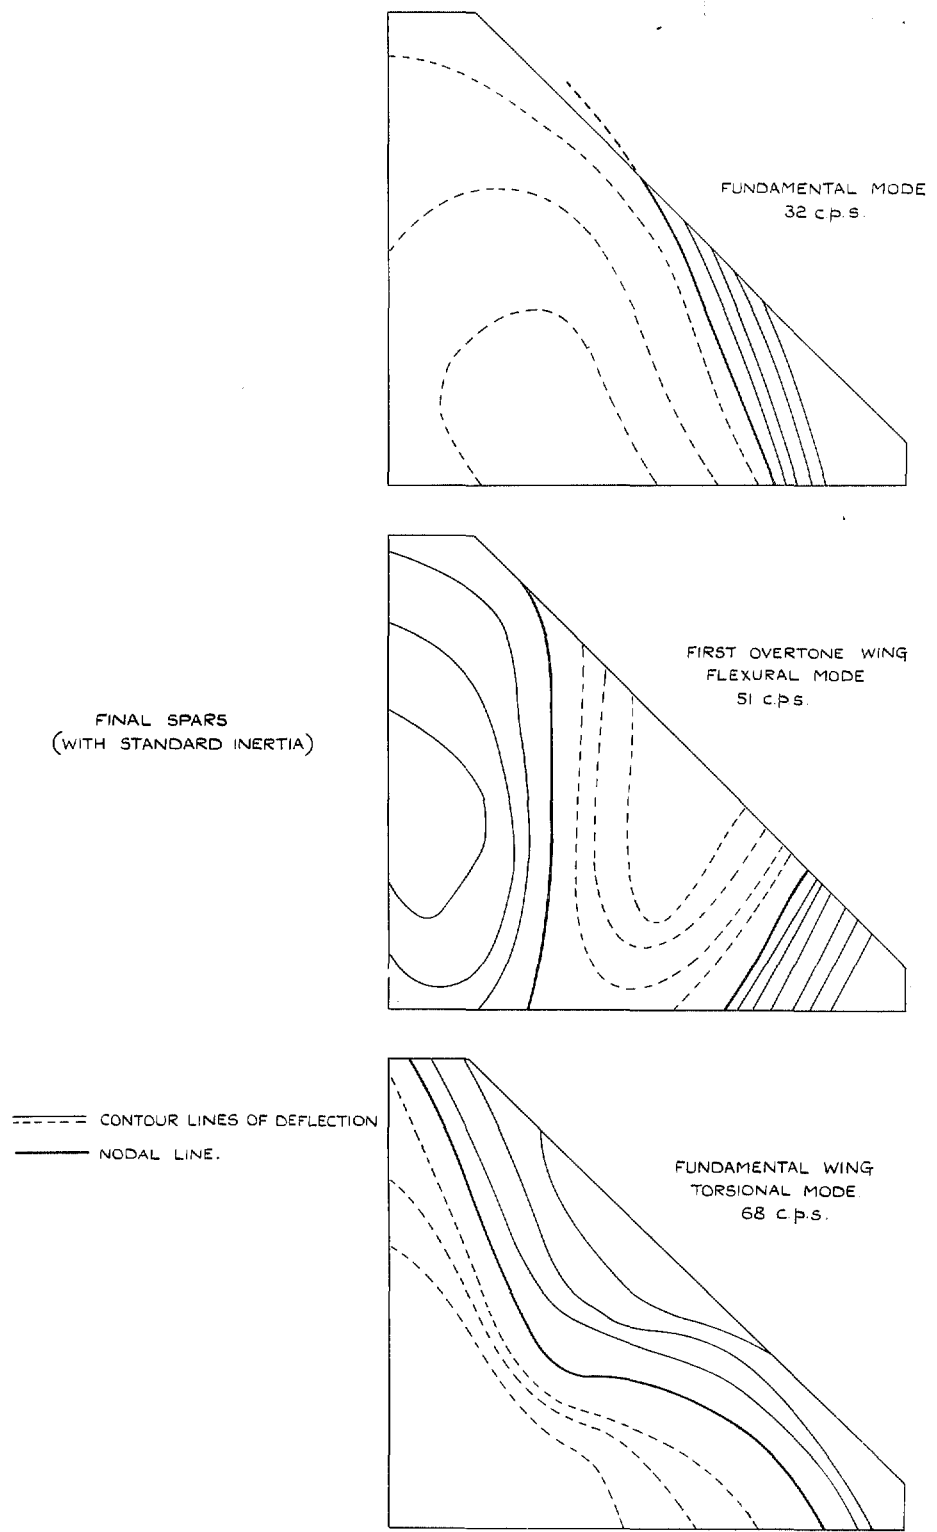 FUNDAMENTAL MODE
32 c.p.s.
FIRST OVERTONE WING
FLEXURAL MODE
51 c.p.s.
FINAL SPARS
(WITH STANDARD INERTIA)
CONTOUR LINES OF DEFLECTION
NODAL LINE.
FUNDAMENTAL WING
TORSIONAL MODE.
68 c.p.s.